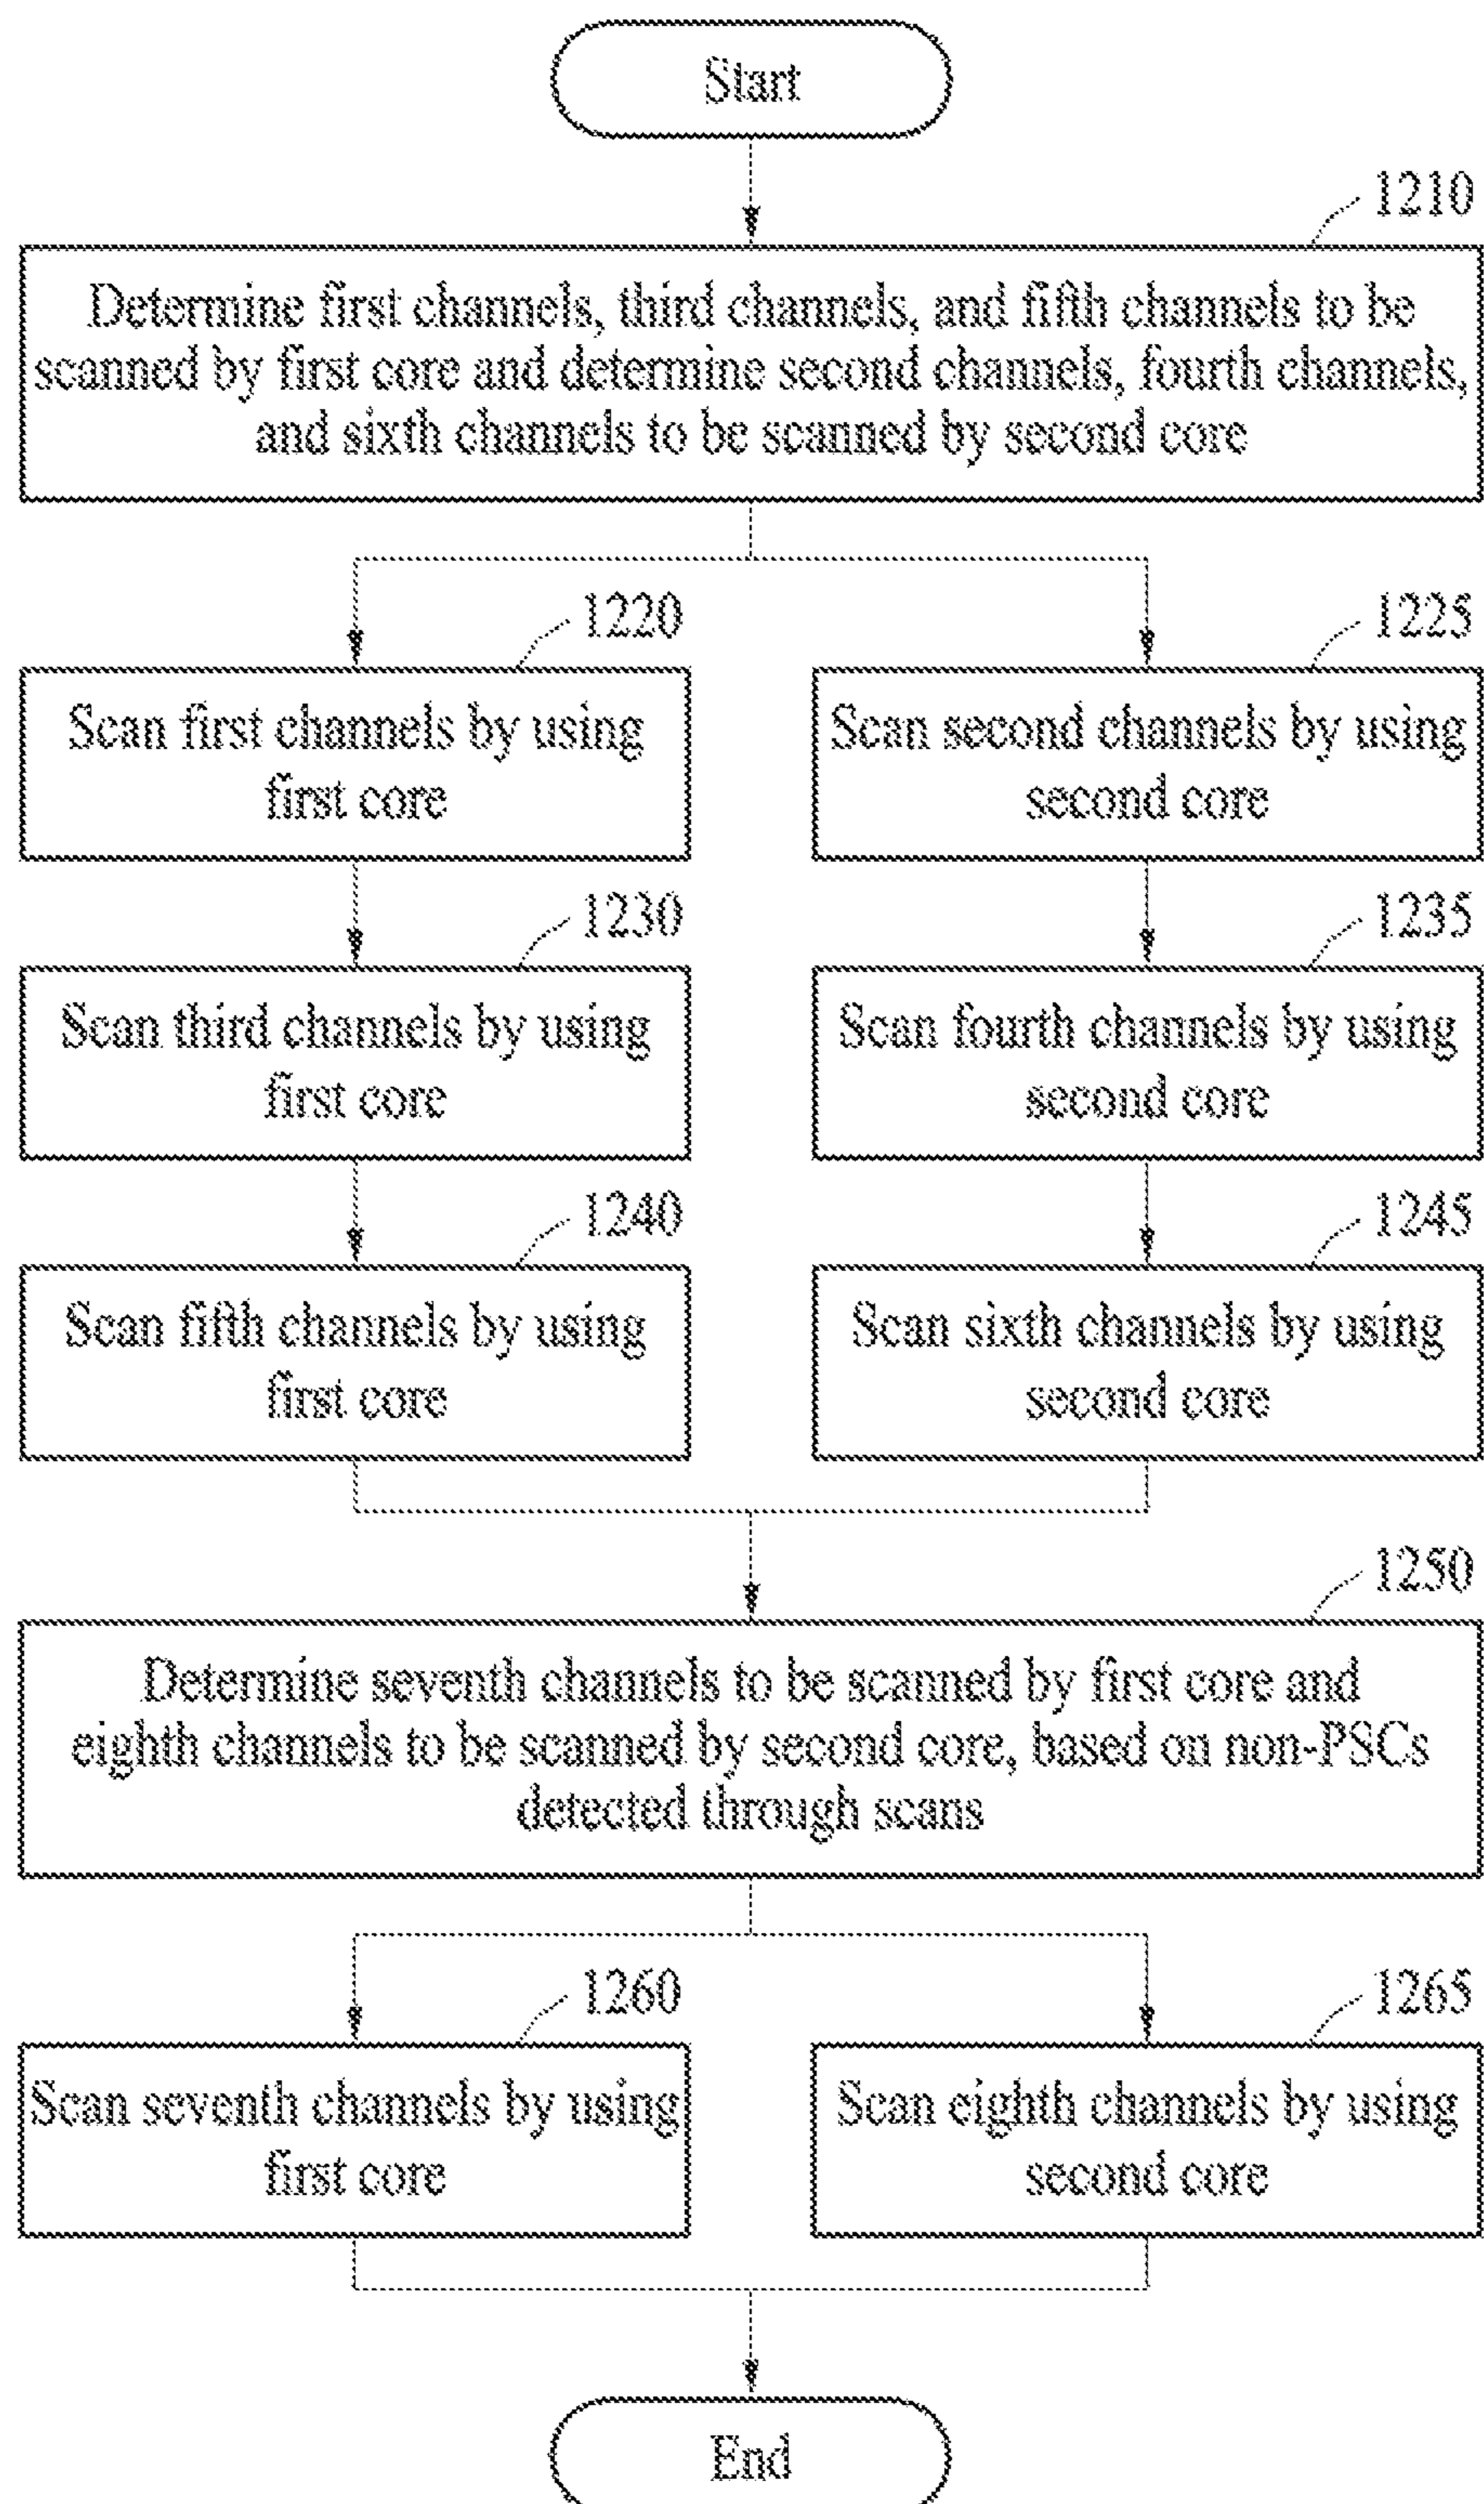 Start
1210
Determine first channels, third channels, and fifth channels to be
scanned by first core and determine second channels, fourth channels,
and sixth channels to be scanned by second core
1220
Scan first channels by using
first core
1225
Scan second channels by using
second core
1230
Scan third channels by using
first core
1235
Scan fourth channels by using
second core
1240
Scan fifth channels by using
first core
1245
Scan sixth channels by using
second core
1250
Determine seventh channels to be scanned by first core and
eighth channels to be scanned by second core, based on non-PSCs
detected through scans
1260
Scan seventh channels by using
first core
1265
Scan eighth channels by using
second core
End